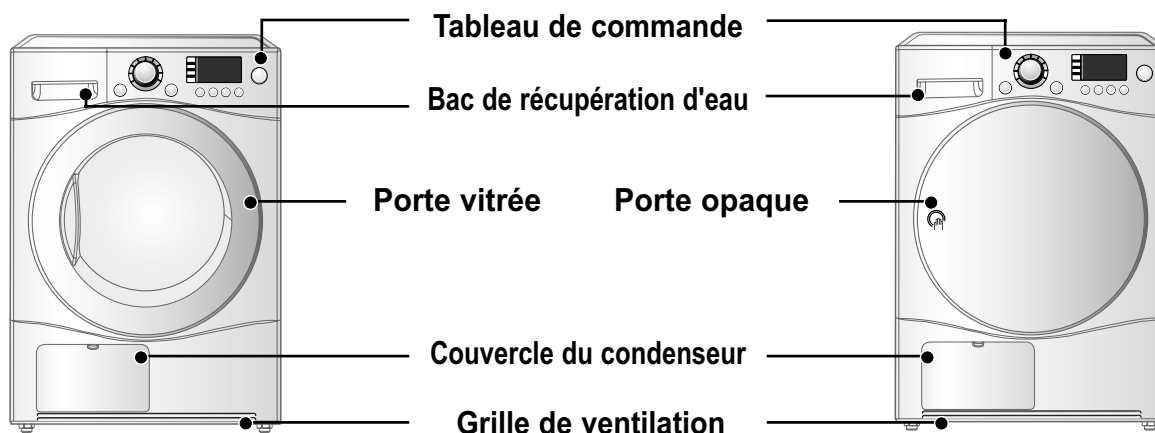 Tableau de commande
Bac de récupération d'eau
Porte vitrée
Porte opaque
Couvercle du condenseur
Grille de ventilation